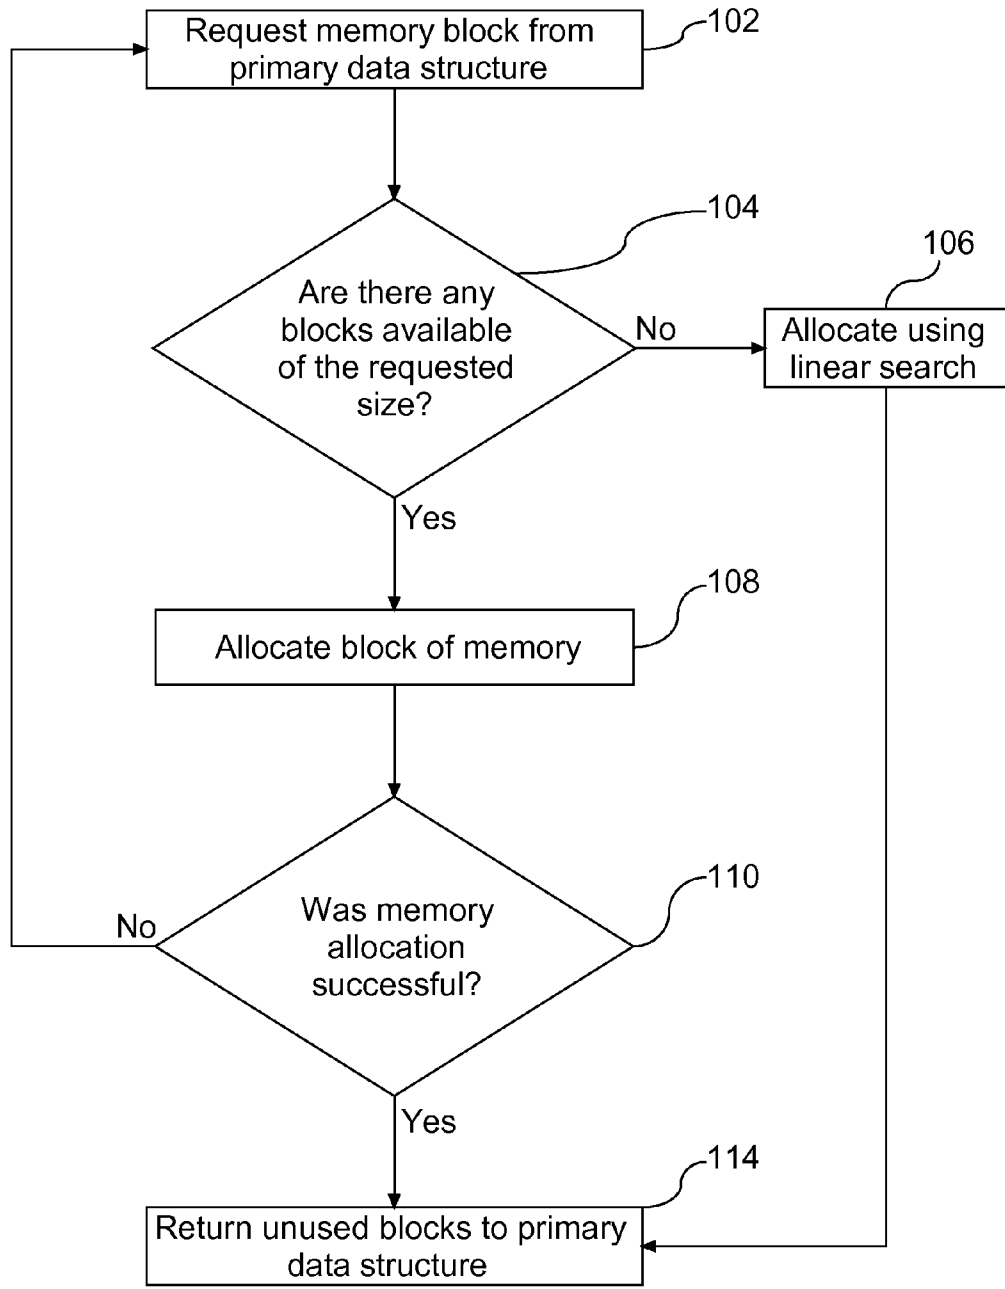 Request memory block from
primary data structure
102
104
Are there any
blocks available
of the requested
size?
No
106
Allocate using
linear search
Yes
108
Allocate block of memory
110
No
Was memory
allocation
successful?
Yes
114
Return unused blocks to primary
data structure